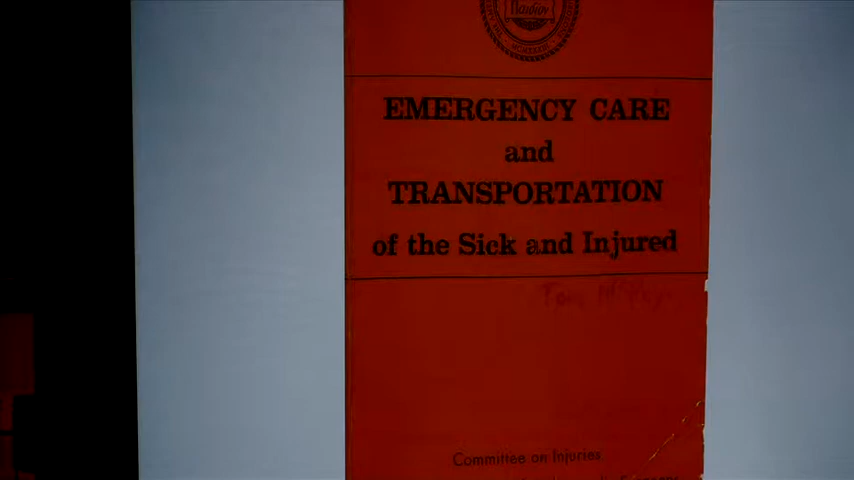 EMERGENCY CARE
and
TRANSPORTATION
of the Sick and Injured
Committee on Injuries